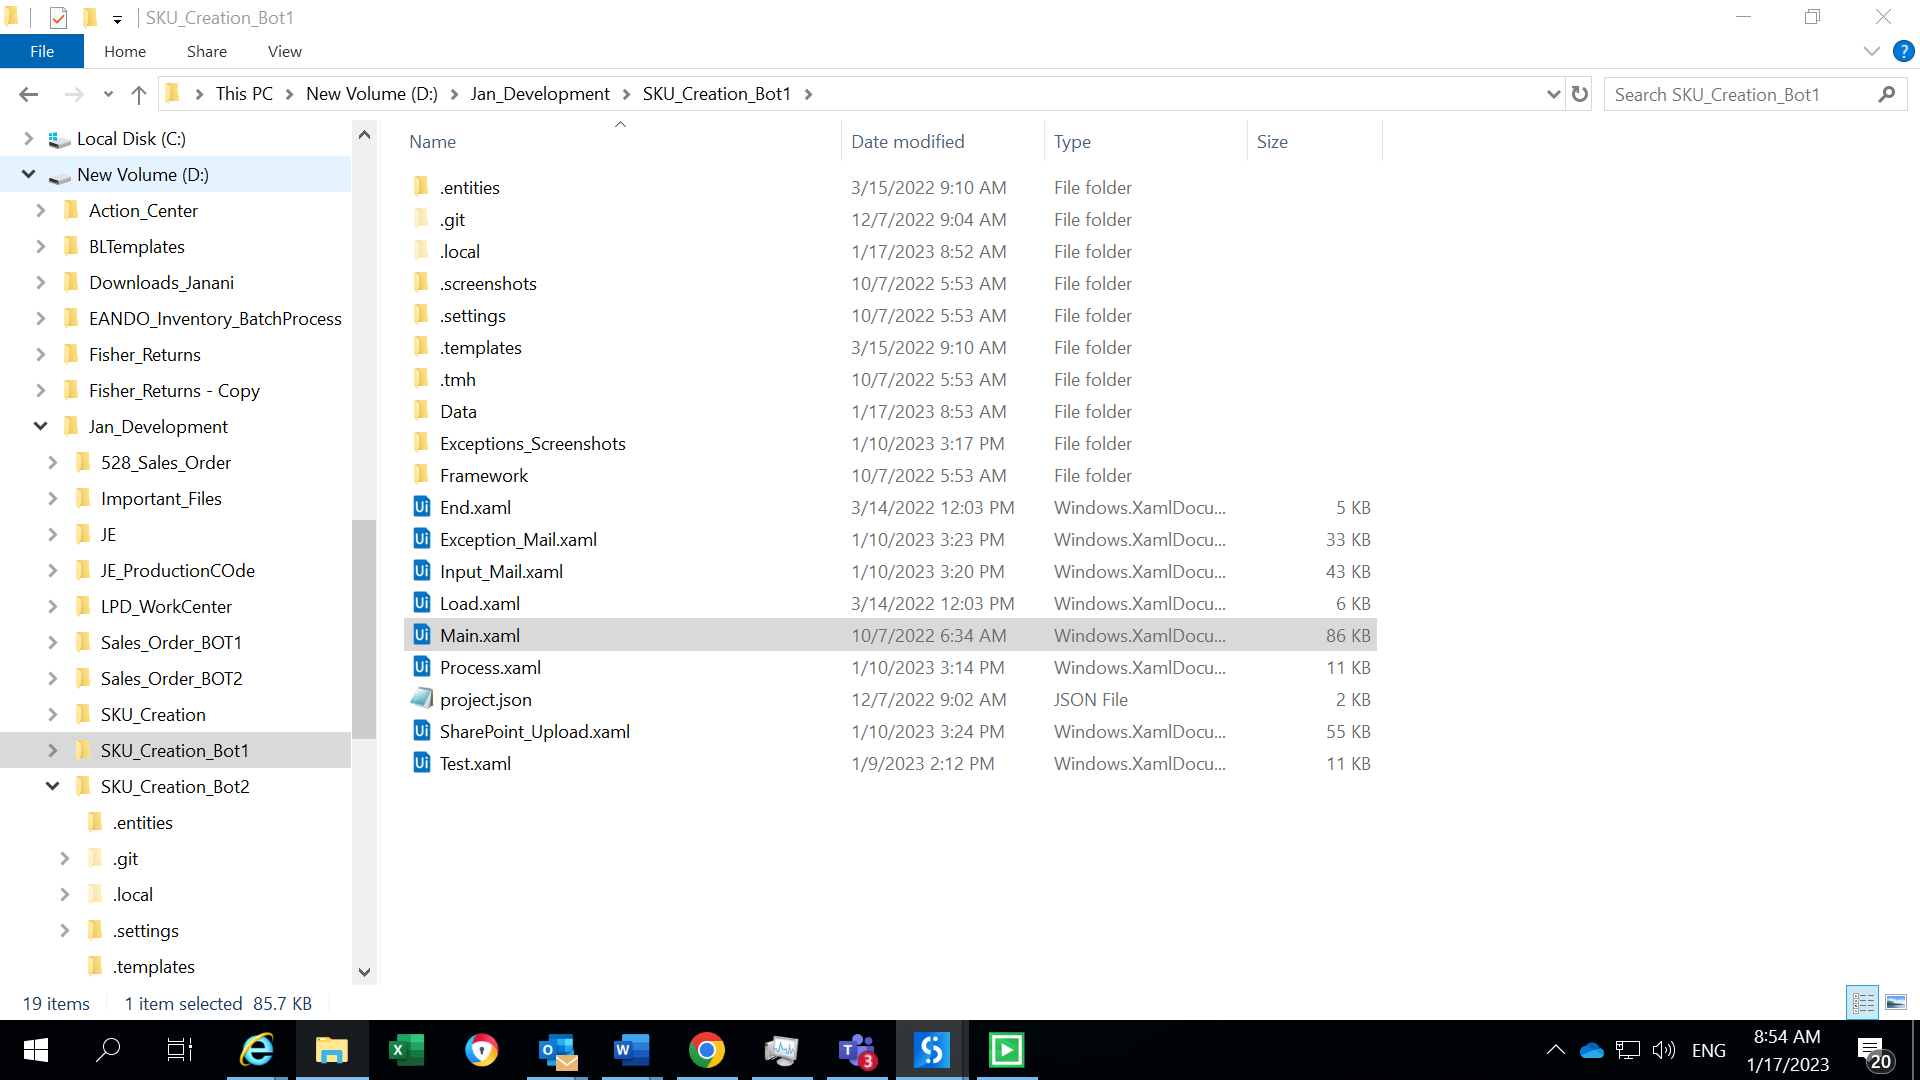 SKU_Creation_Bot1
File Home Share View
This PC New Volume (D:) Jan_Development SKU_Creation_Bot1
Search SKU_Creation_Bot1
Local Disk (C:)
New Volume (D:)
Action_Center
BLTemplates
Downloads_Janani
EANDO_Inventory_BatchProcess
Fisher_Returns
Fisher_Returns - Copy
Jan_Development
528_Sales_Order
Important_Files
JE
JE_ProductionCOde
LPD_WorkCenter
Sales_Order_BOT1
Sales_Order_BOT2
SKU_Creation
SKU_Creation_Bot1
SKU_Creation_Bot2
.entities
.git
.local
.settings
.templates
Name Date modified Type Size
.entities 3/15/2022 9:10 AM File folder
.git 12/7/2022 9:04 AM File folder
.local 1/17/2023 8:52 AM File folder
.screenshots 10/7/2022 5:53 AM File folder
.settings 10/7/2022 5:53 AM File folder
.templates 3/15/2022 9:10 AM File folder
.tmh 10/7/2022 5:53 AM File folder
Data 1/17/2023 8:53 AM File folder
Exceptions_Screenshots 1/10/2023 3:17 PM File folder
Framework 10/7/2022 5:53 AM File folder
End.xaml 3/14/2022 12:03 PM Windows.XamlDocu... 5 KB
Exception_Mail.xaml 1/10/2023 3:23 PM Windows.XamlDocu... 33 KB
Input_Mail.xaml 1/10/2023 3:20 PM Windows.XamlDocu... 43 KB
Load.xaml 3/14/2022 12:03 PM Windows.XamlDocu... 6 KB
Main.xaml 10/7/2022 6:34 AM Windows.XamlDocu... 86 KB
Process.xaml 1/10/2023 3:14 PM Windows.XamlDocu... 11 KB
project.json 12/7/2022 9:02 AM JSON File 2 KB
SharePoint_Upload.xaml 1/10/2023 3:24 PM Windows.XamlDocu... 55 KB
Test.xaml 1/9/2023 2:12 PM Windows.XamlDocu... 11 KB
19 items 1 item selected 85.7 KB
ENG
8:54 AM
1/17/2023
20
3